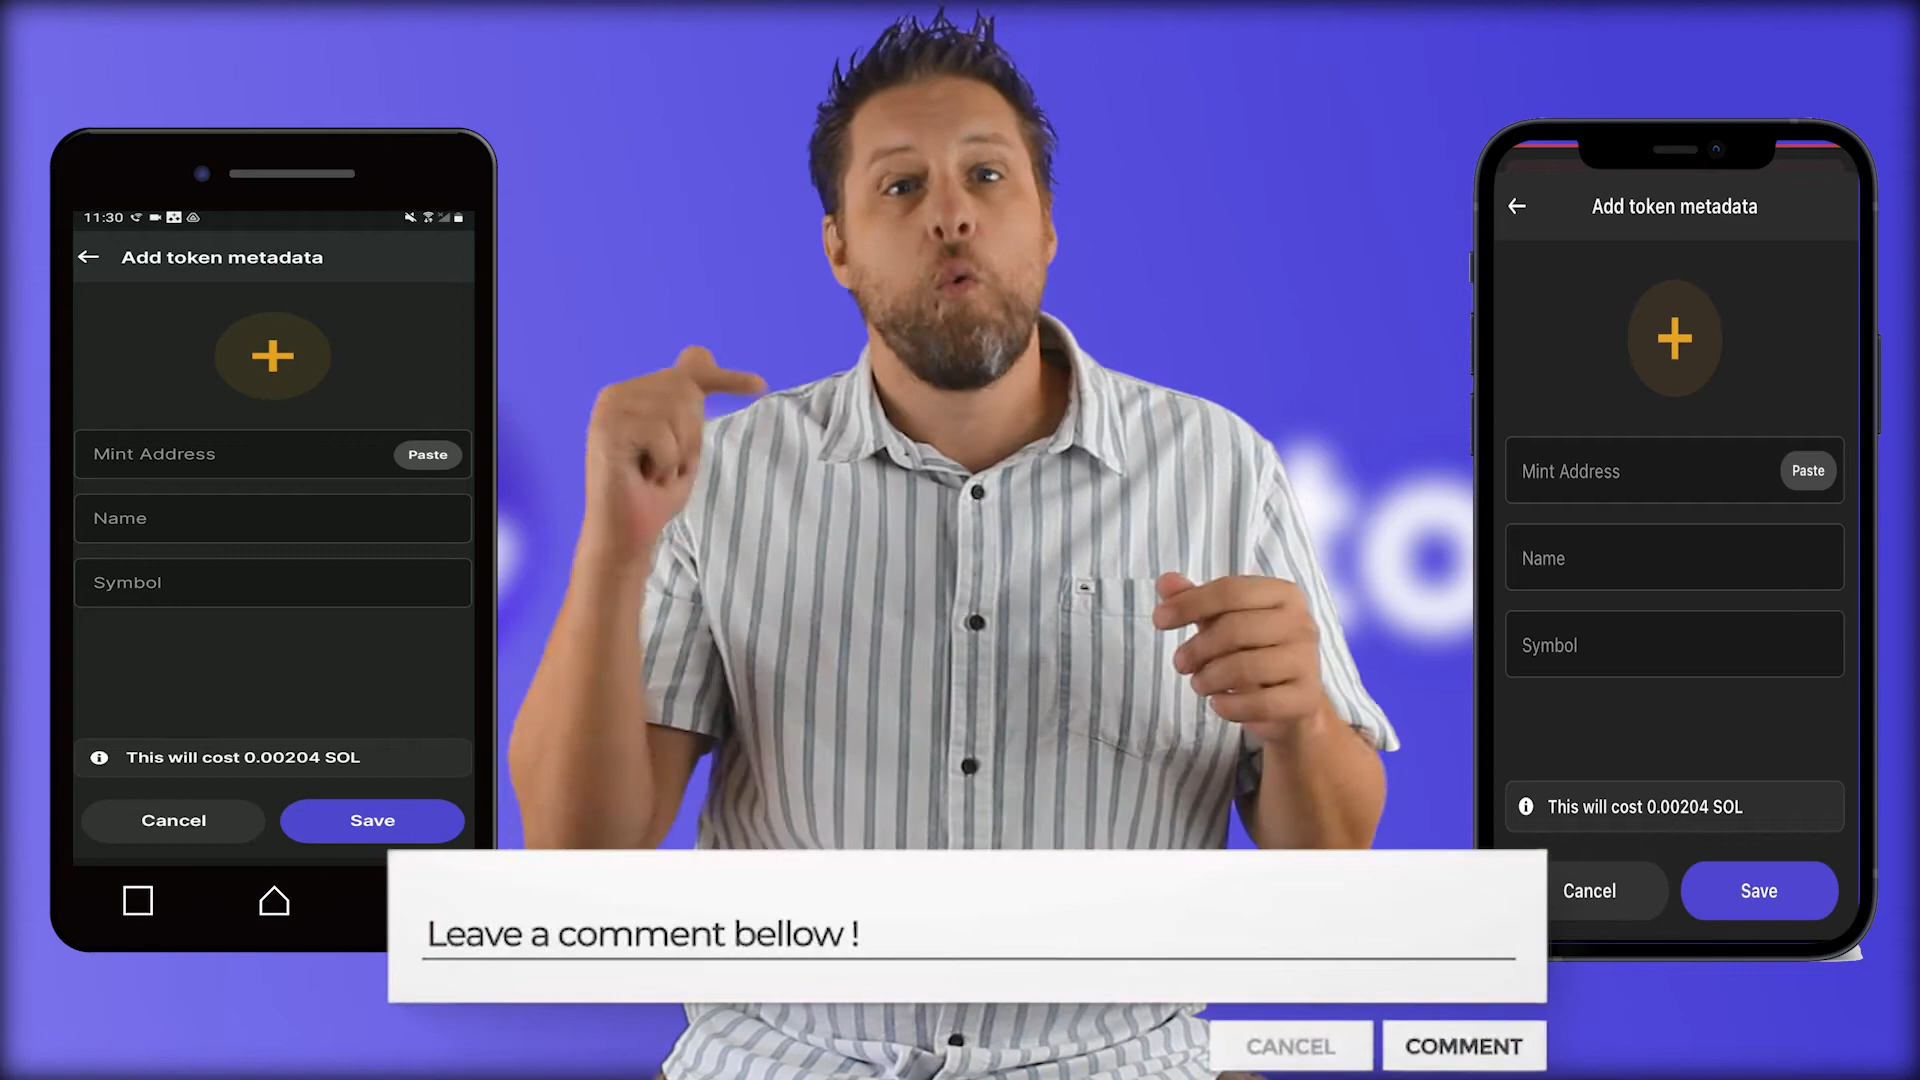 11:30
Add token metadata
Mint Address
Paste
Name
Symbol
This will cost 0.00204 SOL
Cancel
Save
to
Add token metadata
Mint Address
Paste
Name
Symbol
This will cost 0.00204 SOL
Cancel
Save
Leave a comment bellow !
CANCEL
COMMENT